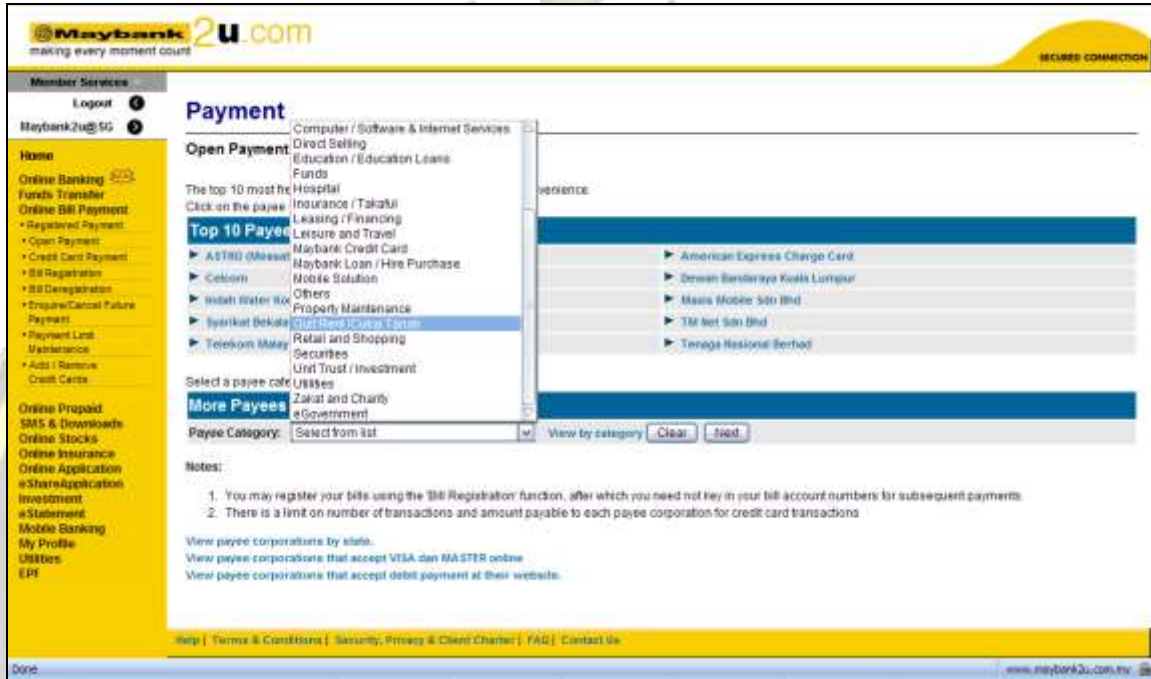 Maybank2u.com
making every moment count
SECURED CONNECTION
Member Services
Logout
Maybank2u@SG
Home
Online Banking
Funds Transfer
Online Bill Payment
• Registered Payment
• Open Payment
• Credit Card Payment
• Bill Registration
• Bill Deregistration
• Enquire/Cancel Future
Payment
• Payment Limit
Maintenance
• Add / Remove
Credit Cards
Online Prepaid
SMS & Downloads
Online Stocks
Online Insurance
Online Application
eShareApplication
Investment
eStatement
Mobile Banking
My Profile
Utilities
EPF
Payment
Open Payment
The top 10 most fre
venience.
Click on the payee
Top 10 Payee
ASTRO (Measat
American Express Charge Card
Celcom
Dewan Bandaraya Kuala Lumpur
Indah Water Kon
Maxis Mobile Sdn Bhd
Syarikat Bekala
TM Net Sdn Bhd
Telekom Malay
Tenaga Nasional Berhad
Computer / Software & Internet Services
Direct Selling
Education / Education Loans
Funds
Hospital
Insurance / Takaful
Leasing / Financing
Leisure and Travel
Maybank Credit Card
Maybank Loan / Hire Purchase
Mobile Solution
Others
Property Maintenance
Quit Rent /Cukai Tanah
Retail and Shopping
Securities
Unit Trust / Investment
Utilities
Zakat and Charity
eGovernment
Select a payee cate
More Payees
Payee Category: Select from list View by category Clear Next
Notes:
1. You may register your bills using the 'Bill Registration' function, after which you need not key in your bill account numbers for subsequent payments.
2. There is a limit on number of transactions and amount payable to each payee corporation for credit card transactions
View payee corporations by state.
View payee corporations that accept VISA dan MASTER online
View payee corporations that accept debit payment at their website.
Help | Terms & Conditions | Security, Privacy & Client Charter | FAQ | Contact Us
Done
www.maybank2u.com.my